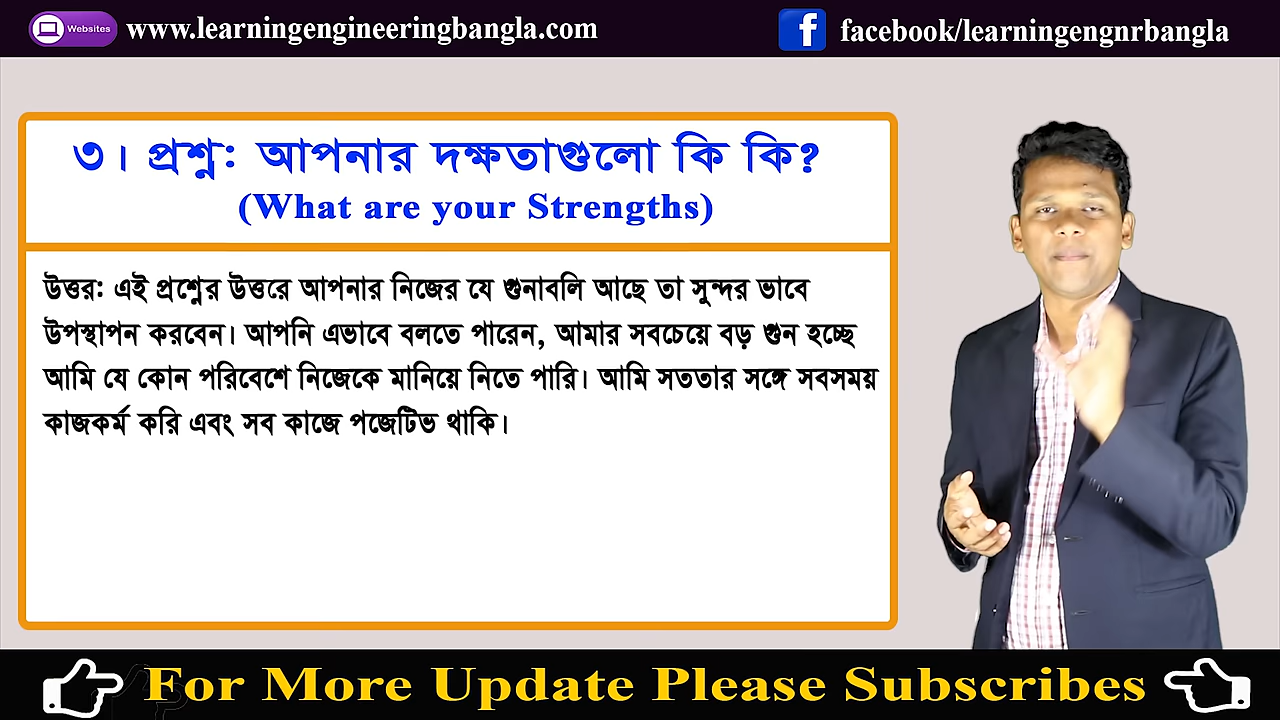 Websites
www.learningengineeringbangla.com
facebook/learningengnrbangla
৩। প্রশ্ন: আপনার দক্ষতাগুলো কি কি?
(What are your Strengths)
উত্তর: এই প্রশ্নের উত্তরে আপনার নিজের যে গুনাবলি আছে তা সুন্দর ভাবে
উপস্থাপন করবেন। আপনি এভাবে বলতে পারেন, আমার সবচেয়ে বড় গুন হচ্ছে
আমি যে কোন পরিবেশে নিজেকে মানিয়ে নিতে পারি। আমি সততার সঙ্গে সবসময়
কাজকর্ম করি এবং সব কাজে পজেটিভ থাকি।
For More Update Please Subscribes